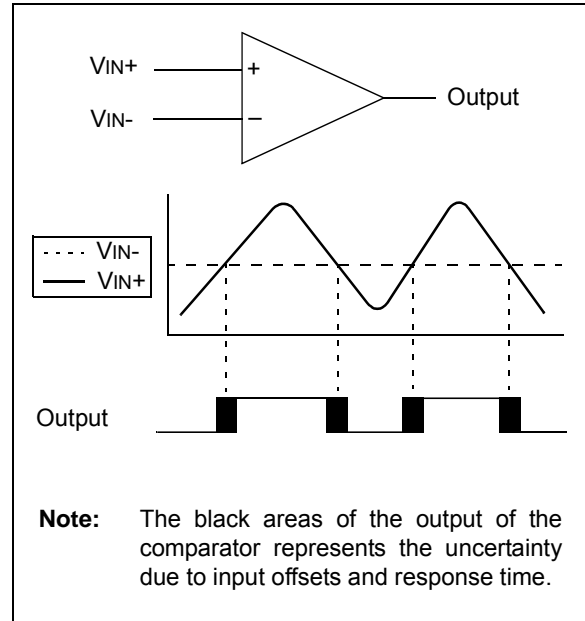 VIN+
+
Output
VIN-
–
VIN-
VIN+
Output
Note: The black areas of the output of the
comparator represents the uncertainty
due to input offsets and response time.